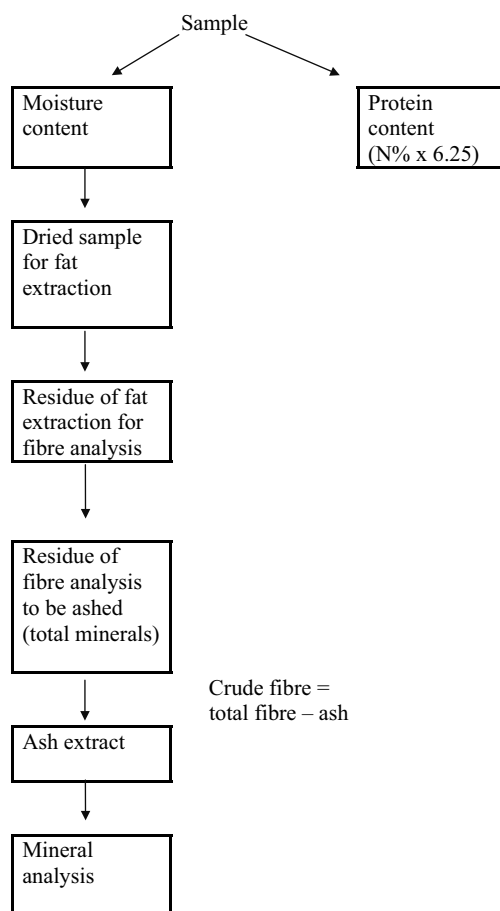 Sample
Moisture
content
Protein
content
(N% x 6.25)
Dried sample
for fat
extraction
Residue of fat
extraction for
fibre analysis
Residue of
fibre analysis
to be ashed
(total minerals)
Crude fibre =
total fibre – ash
Ash extract
Mineral
analysis